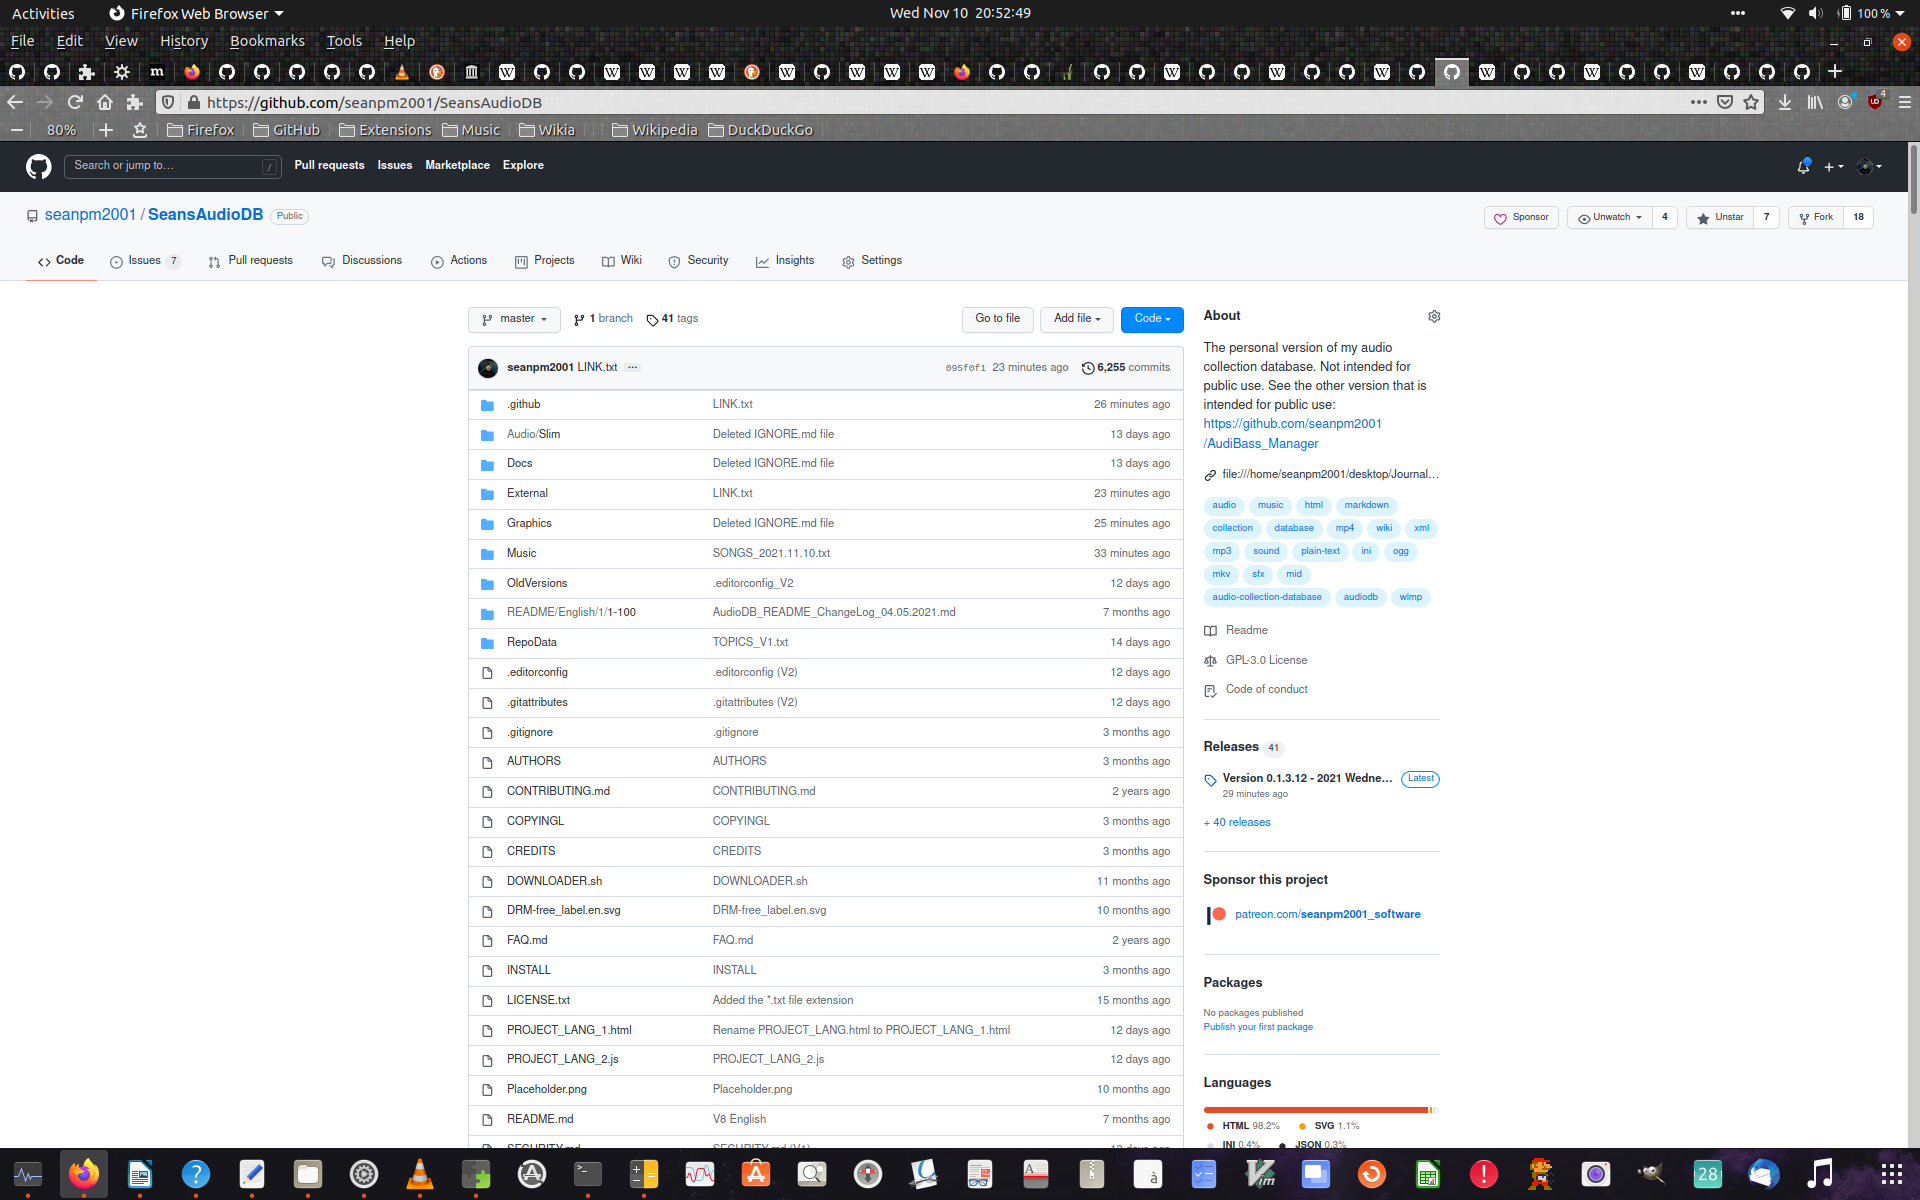 Activities
Firefox Web Browser
Wed Nov 10 20:52:49
100 %
File Edit View History Bookmarks Tools Help
https://github.com/seanpm2001/SeansAudioDB
4
80%
Firefox
GitHub
Extensions
Music
Wikia
Wikipedia
DuckDuckGo
Search or jump to…
/
Pull requests
Issues
Marketplace
Explore
seanpm2001 / SeansAudioDB
Public
Sponsor
Unwatch 4
Unstar 7
Fork 18
Code
Issues 7
Pull requests
Discussions
Actions
Projects
Wiki
Security
Insights
Settings
master
1 branch
41 tags
Go to file
Add file
Code
seanpm2001 LINK.txt ...
095f0f1 23 minutes ago
6,255 commits
.github LINK.txt 26 minutes ago
Audio/Slim Deleted IGNORE.md file 13 days ago
Docs Deleted IGNORE.md file 13 days ago
External LINK.txt 23 minutes ago
Graphics Deleted IGNORE.md file 25 minutes ago
Music SONGS_2021.11.10.txt 33 minutes ago
OldVersions .editorconfig_V2 12 days ago
README/English/1/1-100 AudioDB_README_ChangeLog_04.05.2021.md 7 months ago
RepoData TOPICS_V1.txt 14 days ago
.editorconfig .editorconfig (V2) 12 days ago
.gitattributes .gitattributes (V2) 12 days ago
.gitignore .gitignore 3 months ago
AUTHORS AUTHORS 3 months ago
CONTRIBUTING.md CONTRIBUTING.md 2 years ago
COPYINGL COPYINGL 3 months ago
CREDITS CREDITS 3 months ago
DOWNLOADER.sh DOWNLOADER.sh 11 months ago
DRM-free_label.en.svg DRM-free_label.en.svg 10 months ago
FAQ.md FAQ.md 2 years ago
INSTALL INSTALL 3 months ago
LICENSE.txt Added the *.txt file extension 15 months ago
PROJECT_LANG_1.html Rename PROJECT_LANG.html to PROJECT_LANG_1.html 12 days ago
PROJECT_LANG_2.js PROJECT_LANG_2.js 12 days ago
Placeholder.png Placeholder.png 10 months ago
README.md V8 English 7 months ago
SECURITY.md SECURITY.md (V1) 12 days ago
About
The personal version of my audio
collection database. Not intended for
public use. See the other version that is
intended for public use:
https://github.com/seanpm2001
/AudiBass_Manager
file:///home/seanpm2001/desktop/Journal…
audio music html markdown
collection database mp4 wiki xml
mp3 sound plain-text ini ogg
mkv sfx mid
audio-collection-database audiodb wlmp
Readme
GPL-3.0 License
Code of conduct
Releases 41
Version 0.1.3.12 - 2021 Wedne… Latest
29 minutes ago
+ 40 releases
Sponsor this project
patreon.com/seanpm2001_software
Packages
No packages published
Publish your first package
Languages
HTML 98.2% SVG 1.1%
INI 0.4% JSON 0.3%
28